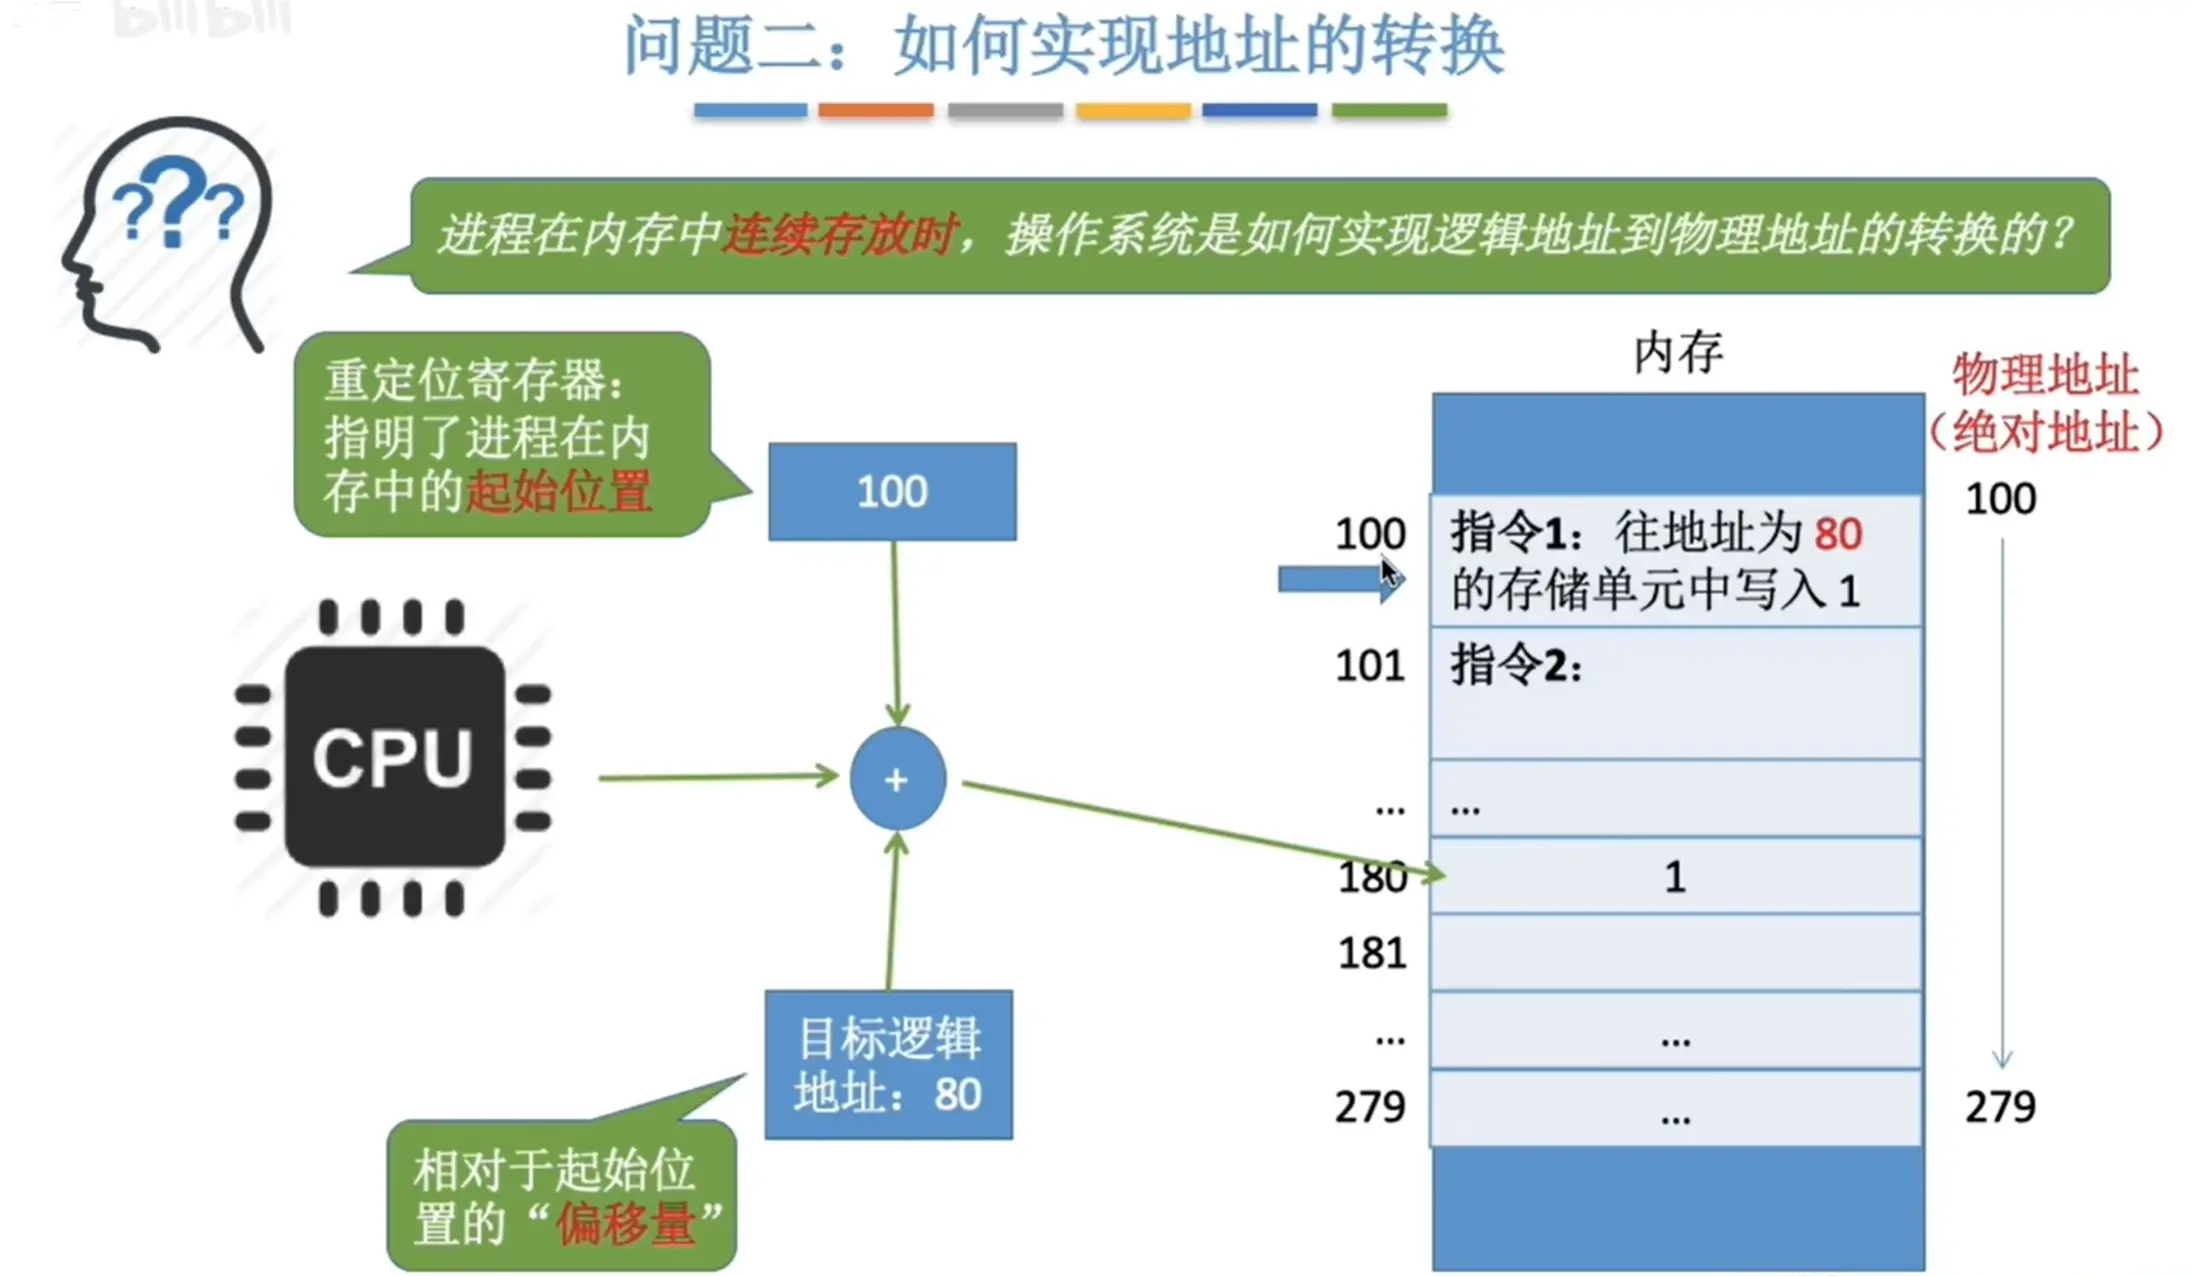 bilibili
问题二：如何实现地址的转换
???
进程在内存中连续存放时，操作系统是如何实现逻辑地址到物理地址的转换的？
重定位寄存器：
指明了进程在内
存中的起始位置
100
CPU
+
目标逻辑
地址：80
相对于起始位
置的“偏移量”
内存
物理地址
（绝对地址）
100
279
100
指令1：往地址为 80
的存储单元中写入 1
101
指令2：
...
...
180
1
181
...
...
279
...